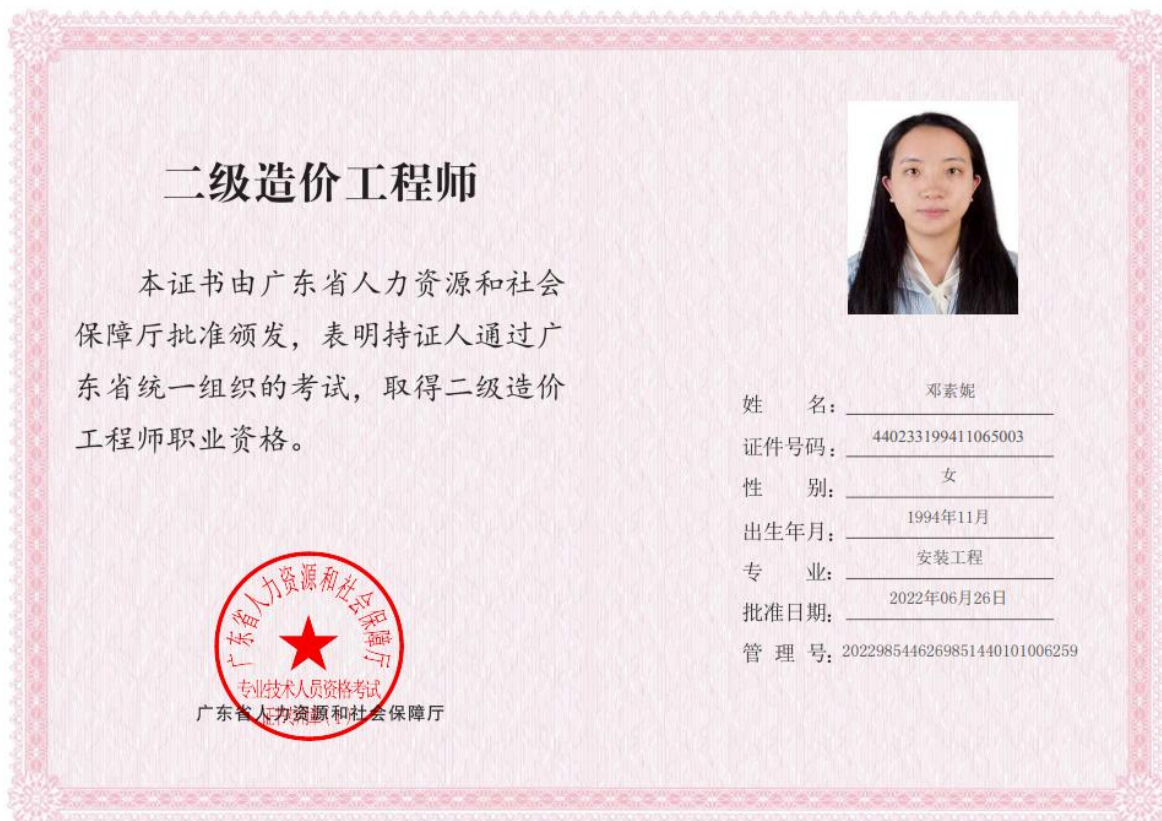 二级造价工程师
本证书由广东省人力资源和社会
保障厅批准颁发，表明持证人通过广
东省统一组织的考试，取得二级造价
工程师职业资格。
广东省人力资源和社会保障厅
专业技术人员资格考试
广东省人力资源和社会保障厅
姓 名：邓素妮
证件号码：440233199411065003
性 别：女
出生年月：1994年11月
专 业：安装工程
批准日期：2022年06月26日
管 理 号：2022985446269851440101006259